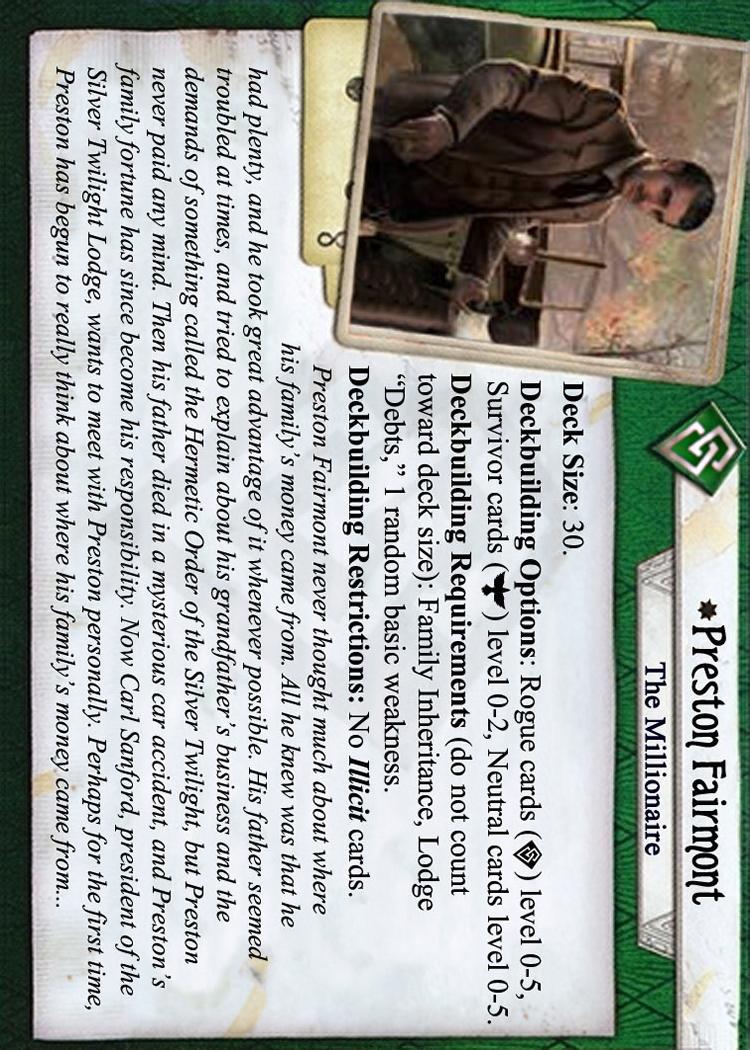 ✷Preston Fairmont
The Millionaire
Deck Size: 30.
Deckbuilding Options: Rogue cards () level 0-5,
Survivor cards () level 0-2, Neutral cards level 0-5.
Deckbuilding Requirements (do not count
toward deck size): Family Inheritance, Lodge
“Debts,” 1 random basic weakness.
Deckbuilding Restrictions: No Illicit cards.
Preston Fairmont never thought much about where
his family’s money came from. All he knew was that he
had plenty, and he took great advantage of it whenever possible. His father seemed
troubled at times, and tried to explain about his grandfather’s business and the
demands of something called the Hermetic Order of the Silver Twilight, but Preston
never paid any mind. Then his father died in a mysterious car accident, and Preston’s
family fortune has since become his responsibility. Now Carl Sanford, president of the
Silver Twilight Lodge, wants to meet with Preston personally. Perhaps for the first time,
Preston has begun to really think about where his family’s money came from...
8